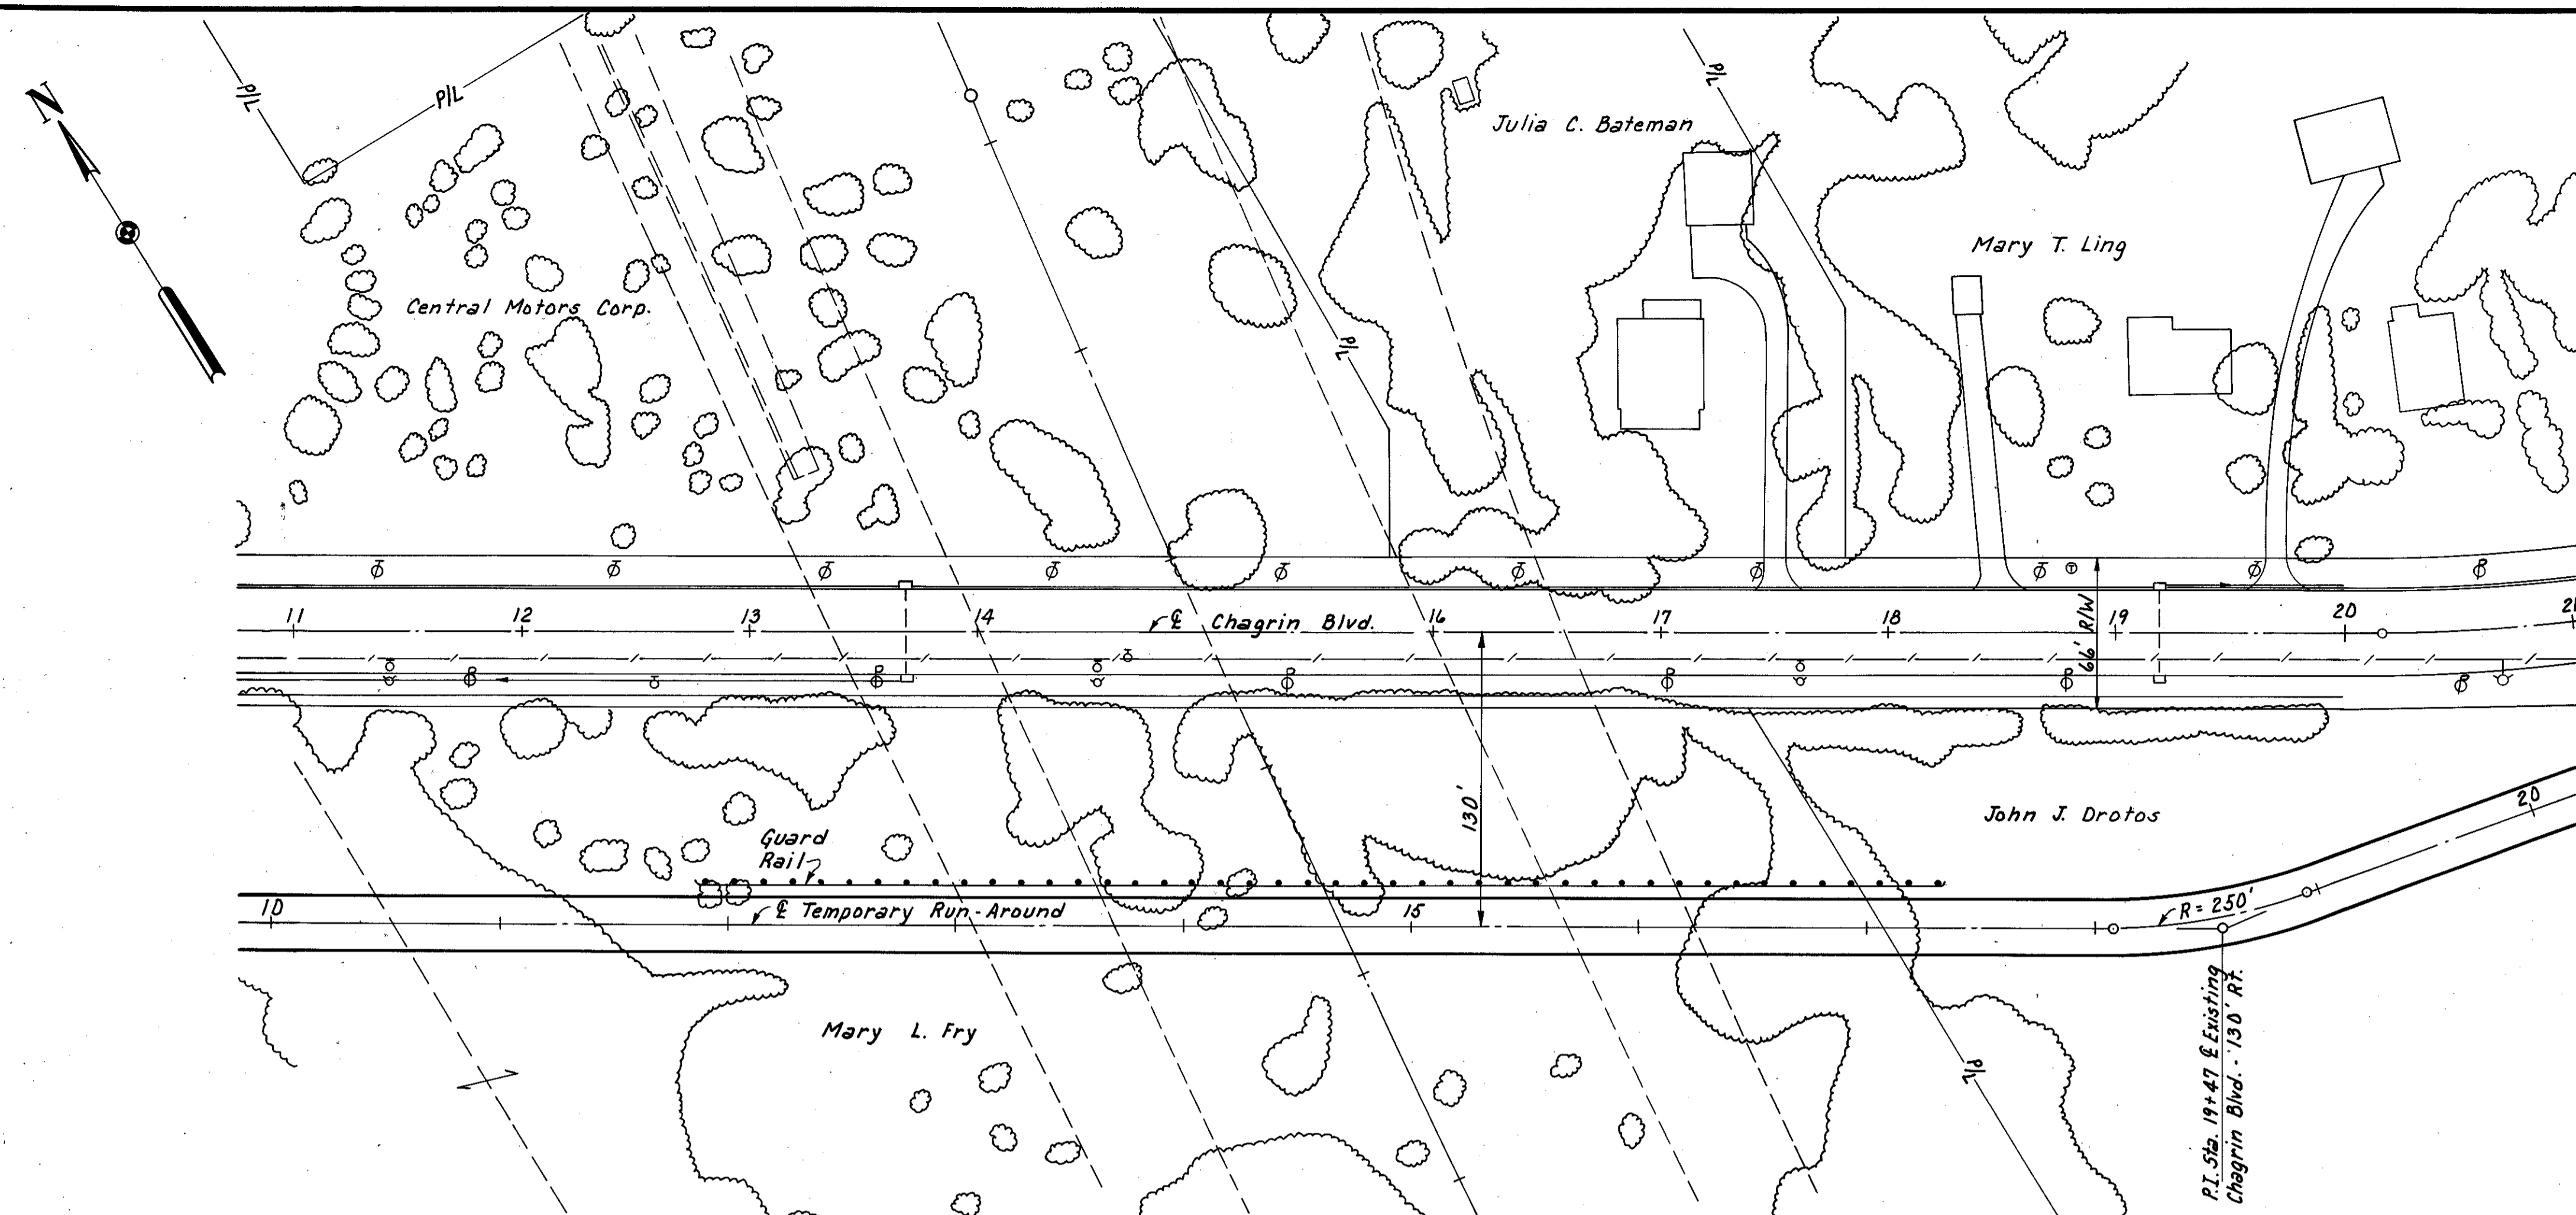 N
P/L
P/L
P/L
Julia C. Bateman
Mary T. Ling
Central Motors Corp.
P/L
11 12 13 14 16 17 18 19 20
℄ Chagrin Blvd.
66' R/W
130'
John J. Drotos
Guard
Rail
20
10
℄ Temporary Run-Around
15
R=250'
Mary L. Fry
P/L
P.I. Sta. 19+47 ℄ Existing
Chagrin Blvd. - 130' Rt.